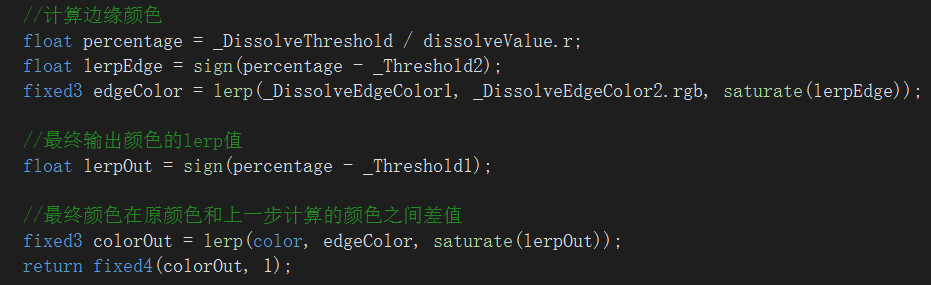 //计算边缘颜色
float percentage = _DissolveThreshold / dissolveValue.r;
float lerpEdge = sign(percentage - _Threshold2);
fixed3 edgeColor = lerp(_DissolveEdgeColor1, _DissolveEdgeColor2.rgb, saturate(lerpEdge));
//最终输出颜色的lerp值
float lerpOut = sign(percentage - _Threshold1);
//最终颜色在原颜色和上一步计算的颜色之间差值
fixed3 colorOut = lerp(color, edgeColor, saturate(lerpOut));
return fixed4(colorOut, 1);